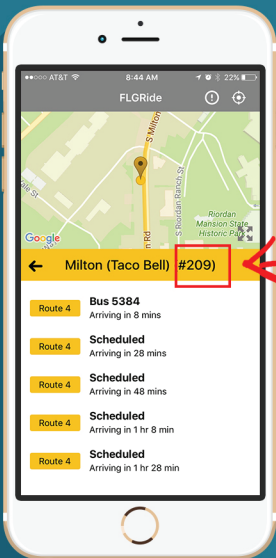 AT&T 8:44 AM 22%
FLGRide
S Milton
n Rd
S Riordan Ranch St
Riordan
Mansion State
Historic Park
Google
Milton (Taco Bell) #209)
Route 4
Bus 5384
Arriving in 8 mins
Route 4
Scheduled
Arriving in 28 mins
Route 4
Scheduled
Arriving in 48 mins
Route 4
Scheduled
Arriving in 1 hr 8 min
Route 4
Scheduled
Arriving in 1 hr 28 min